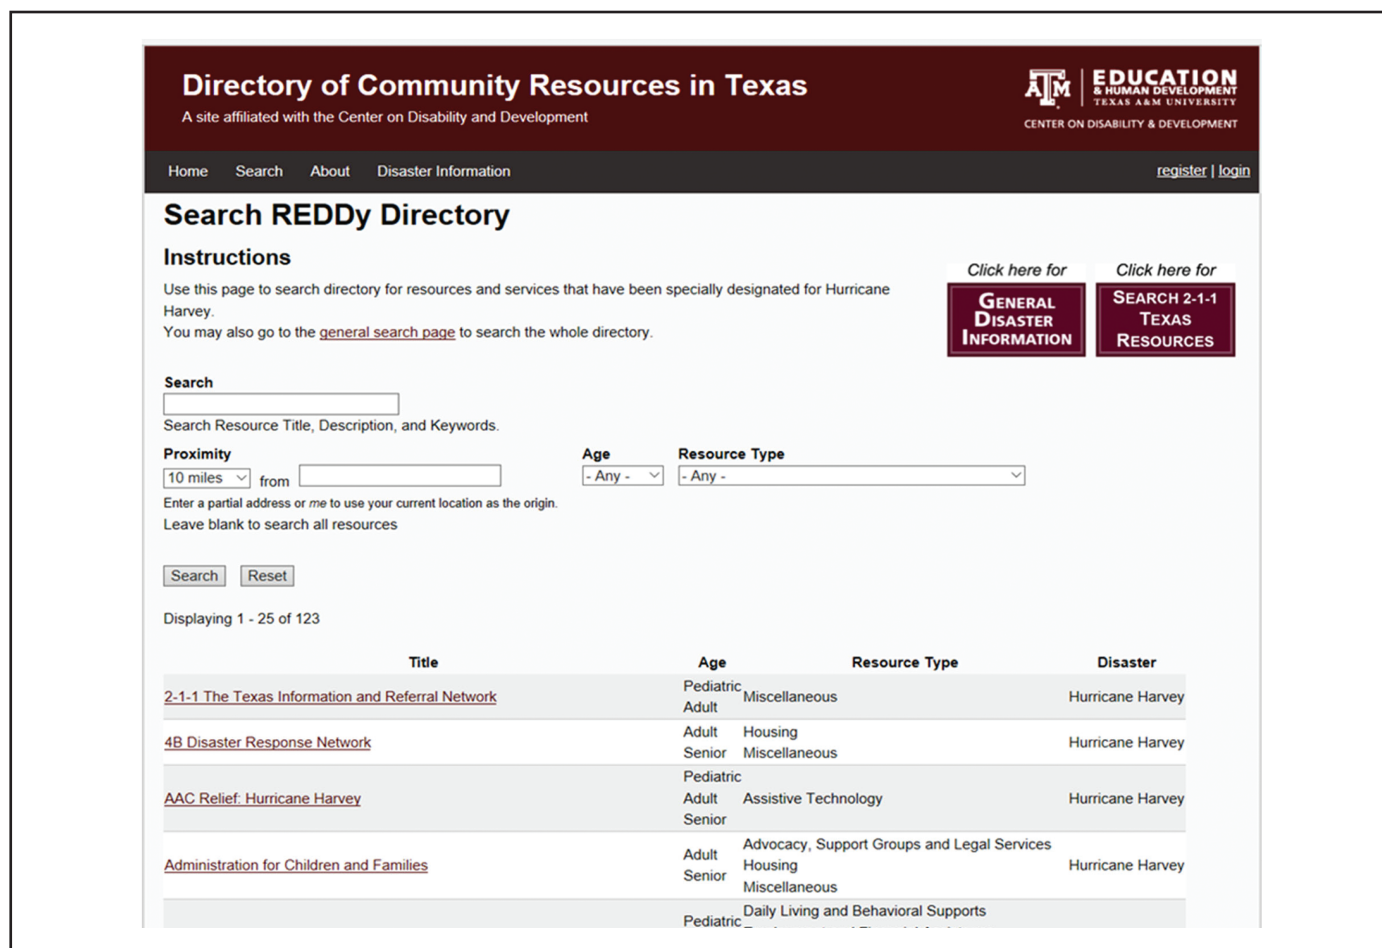 Directory of Community Resources in Texas
A site affiliated with the Center on Disability and Development
ĀM
EDUCATION
& HUMAN DEVELOPMENT
TEXAS A&M UNIVERSITY
CENTER ON DISABILITY & DEVELOPMENT
Home Search About Disaster Information register | login
Search REDDy Directory
Instructions
Use this page to search directory for resources and services that have been specially designated for Hurricane
Harvey.
You may also go to the general search page to search the whole directory.
Click here for
GENERAL
DISASTER
INFORMATION
Click here for
SEARCH 2-1-1
TEXAS
RESOURCES
Search
Search Resource Title, Description, and Keywords.
Proximity Age Resource Type
10 miles from - Any - - Any -
Enter a partial address or me to use your current location as the origin.
Leave blank to search all resources
Search Reset
Displaying 1 - 25 of 123
Title Age Resource Type Disaster
2-1-1 The Texas Information and Referral Network
Pediatric
Adult
Miscellaneous
Hurricane Harvey
4B Disaster Response Network
Adult
Senior
Housing
Miscellaneous
Hurricane Harvey
AAC Relief: Hurricane Harvey
Pediatric
Adult
Senior
Assistive Technology
Hurricane Harvey
Administration for Children and Families
Adult
Senior
Advocacy, Support Groups and Legal Services
Housing
Miscellaneous
Hurricane Harvey
Pediatric
Daily Living and Behavioral Supports